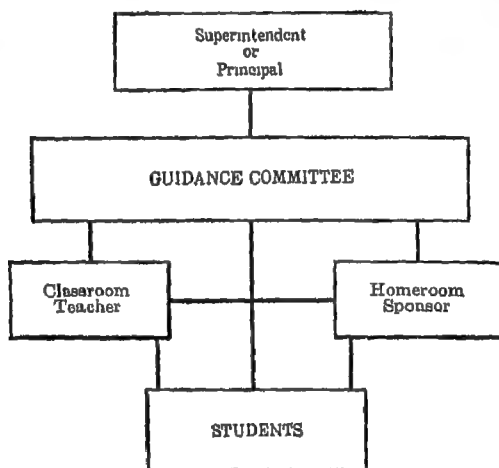 Superintendent
or
Principal
GUIDANCE COMMITTEE
Classroom
Teacher
Homeroom
Sponsor
STUDENTS